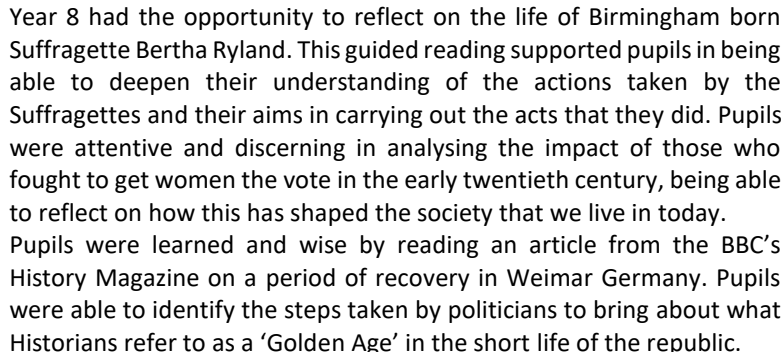 Year 8 had the opportunity to reflect on the life of Birmingham born
Suffragette Bertha Ryland. This guided reading supported pupils in being
able to deepen their understanding of the actions taken by the
Suffragettes and their aims in carrying out the acts that they did. Pupils
were attentive and discerning in analysing the impact of those who
fought to get women the vote in the early twentieth century, being able
to reflect on how this has shaped the society that we live in today.
Pupils were learned and wise by reading an article from the BBC’s
History Magazine on a period of recovery in Weimar Germany. Pupils
were able to identify the steps taken by politicians to bring about what
Historians refer to as a ‘Golden Age’ in the short life of the republic.